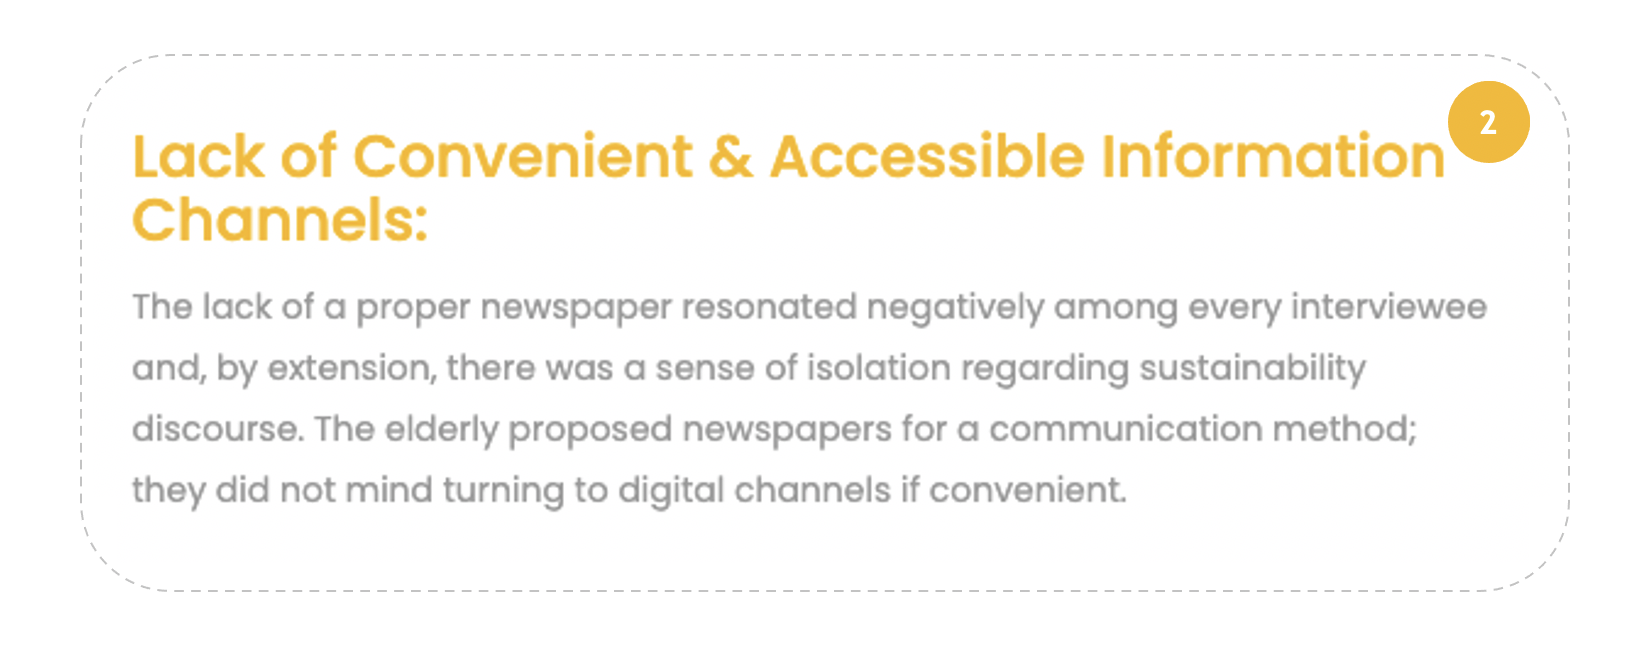 2
Lack of Convenient & Accessible Information
Channels:
The lack of a proper newspaper resonated negatively among every interviewee
and, by extension, there was a sense of isolation regarding sustainability
discourse. The elderly proposed newspapers for a communication method;
they did not mind turning to digital channels if convenient.